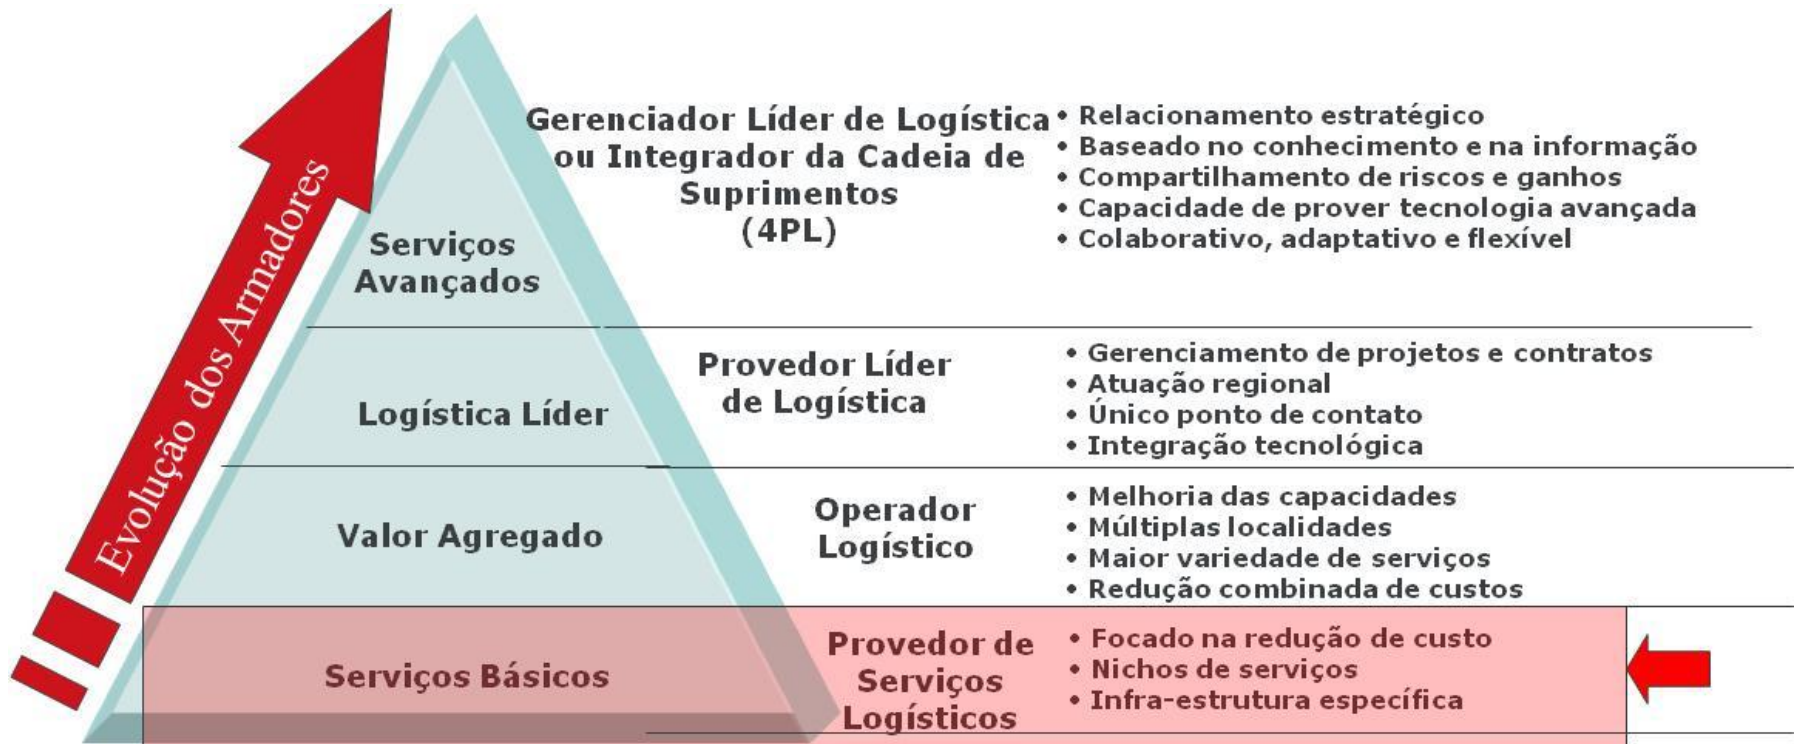 Evolução dos Armadores
Serviços
Avançados
Gerenciador Líder de Logística
ou Integrador da Cadeia de
Suprimentos
(4PL)
• Relacionamento estratégico
• Baseado no conhecimento e na informação
• Compartilhamento de riscos e ganhos
• Capacidade de prover tecnologia avançada
• Colaborativo, adaptativo e flexível
Logística Líder
Provedor Líder
de Logística
• Gerenciamento de projetos e contratos
• Atuação regional
• Único ponto de contato
• Integração tecnológica
Valor Agregado
Operador
Logístico
• Melhoria das capacidades
• Múltiplas localidades
• Maior variedade de serviços
• Redução combinada de custos
Serviços Básicos
Provedor de
Serviços
Logísticos
• Focado na redução de custo
• Nichos de serviços
• Infra-estrutura específica